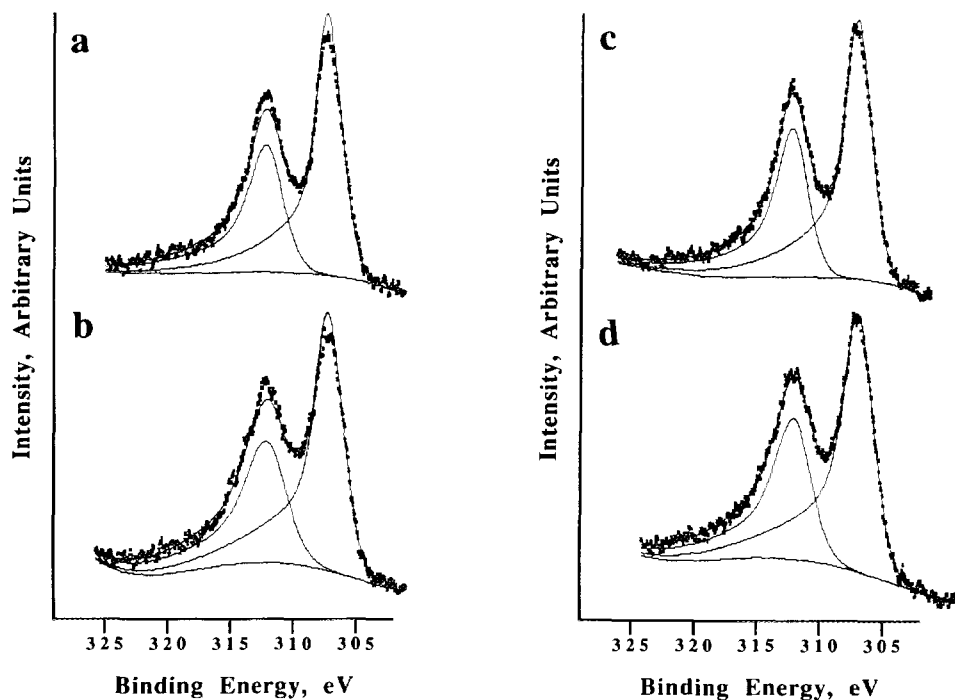 a
c
Intensity, Arbitrary Units
Intensity, Arbitrary Units
b
d
325 320 315 310 305
325 320 315 310 305
Binding Energy, eV
Binding Energy, eV